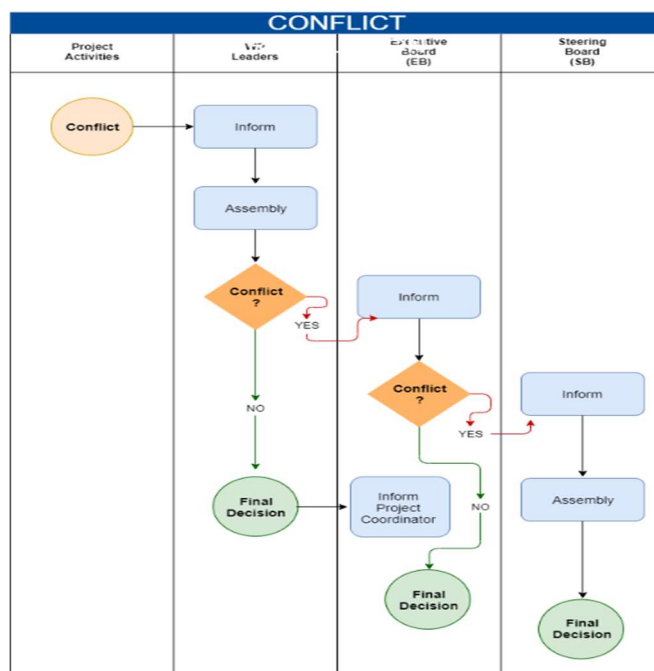 CONFLICT
Project
Activities
Leaders
Executive
Board
(EB)
Steering
Board
(SB)
Conflict
Inform
Assembly
Conflict
?
YES
Inform
NO
Conflict
?
YES
Inform
Final
Decision
Inform
Project
Coordinator
NO
Assembly
Final
Decision
Final
Decision